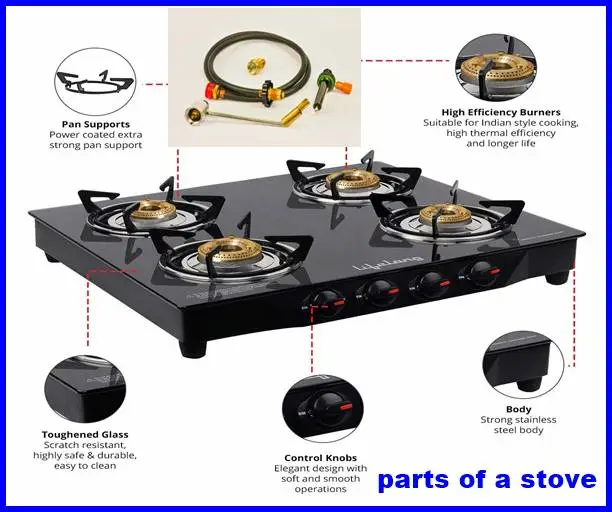 Pan Supports
Power coated extra
strong pan support
High Efficiency Burners
Suitable for Indian style cooking,
high thermal efficiency
and longer life
Lifelong
Toughened Glass
Scratch resistant,
highly safe & durable,
easy to clean
Control Knobs
Elegant design with
soft and smooth
operations
Body
Strong stainless
steel body
parts of a stove